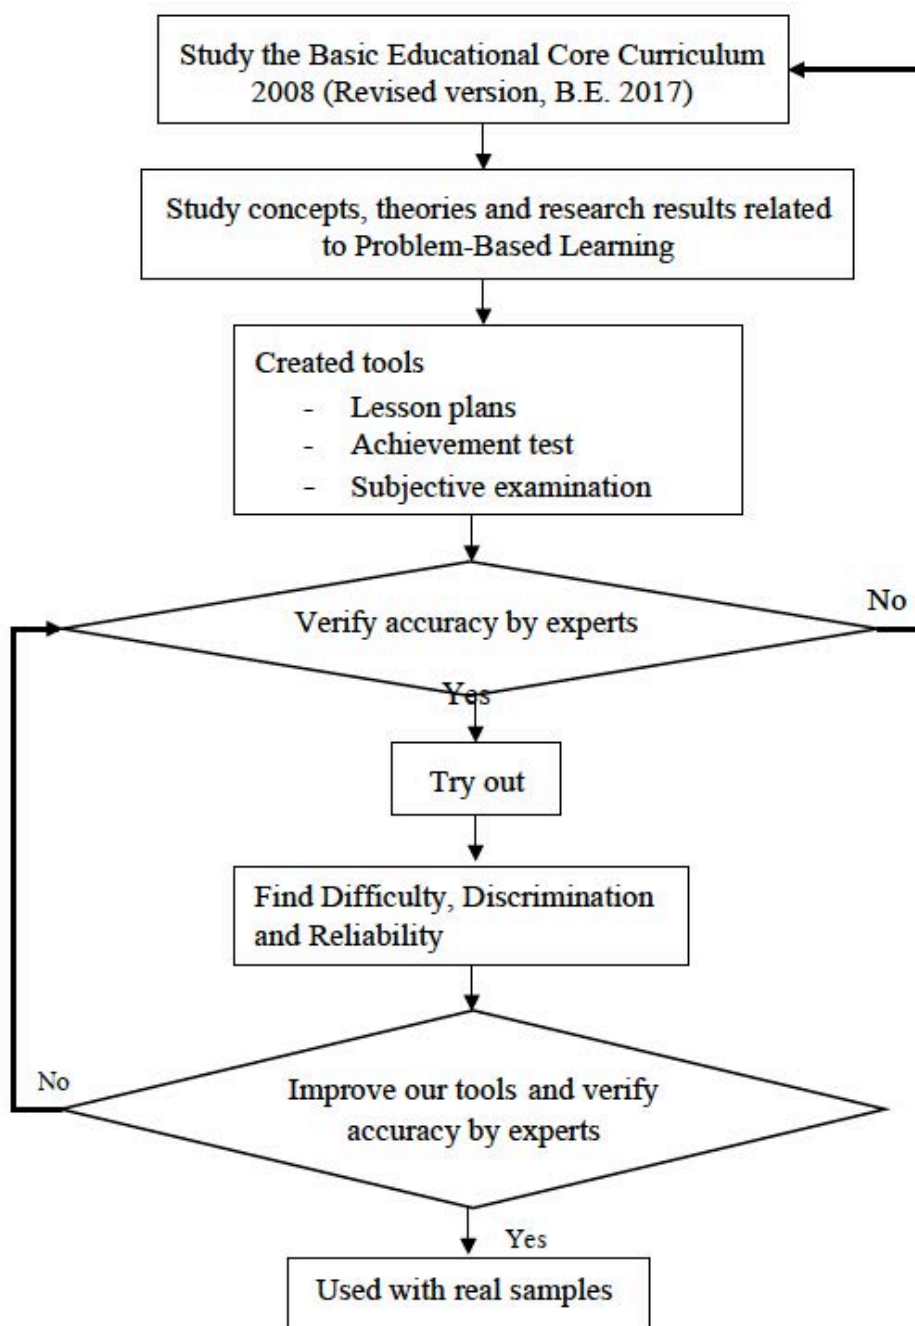 Study the Basic Educational Core Curriculum
2008 (Revised version, B.E. 2017)
Study concepts, theories and research results related
to Problem-Based Learning
Created tools
- Lesson plans
- Achievement test
- Subjective examination
Verify accuracy by experts
No
Yes
Try out
Find Difficulty, Discrimination
and Reliability
No
Improve our tools and verify
accuracy by experts
Yes
Used with real samples